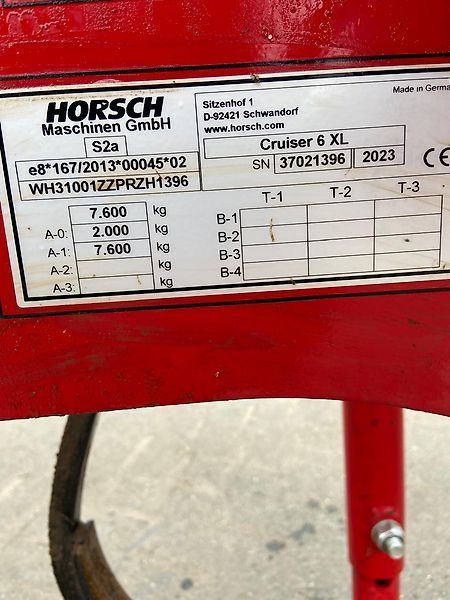 HORSCH
Maschinen GmbH
S2a
e8*167/2013*00045*02
WH31001ZZPRZH1396
Sitzenhof 1
D-92421 Schwandorf
www.horsch.com
Made in Germa
Cruiser 6 XL
SN 37021396 2023
CE
7.600 kg
A-0: 2.000 kg
A-1: 7.600 kg
A-2: kg
A-3: kg
T-1 T-2 T-3
B-1
B-2
B-3
B-4